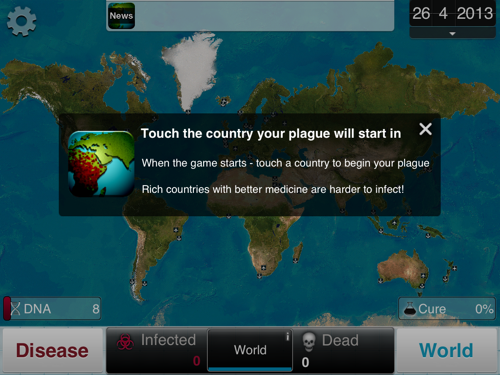 News
26 4 2013
Touch the country your plague will start in
When the game starts - touch a country to begin your plague
Rich countries with better medicine are harder to infect!
DNA 8
Cure 0%
Disease
Infected
0
World
i
Dead
0
World